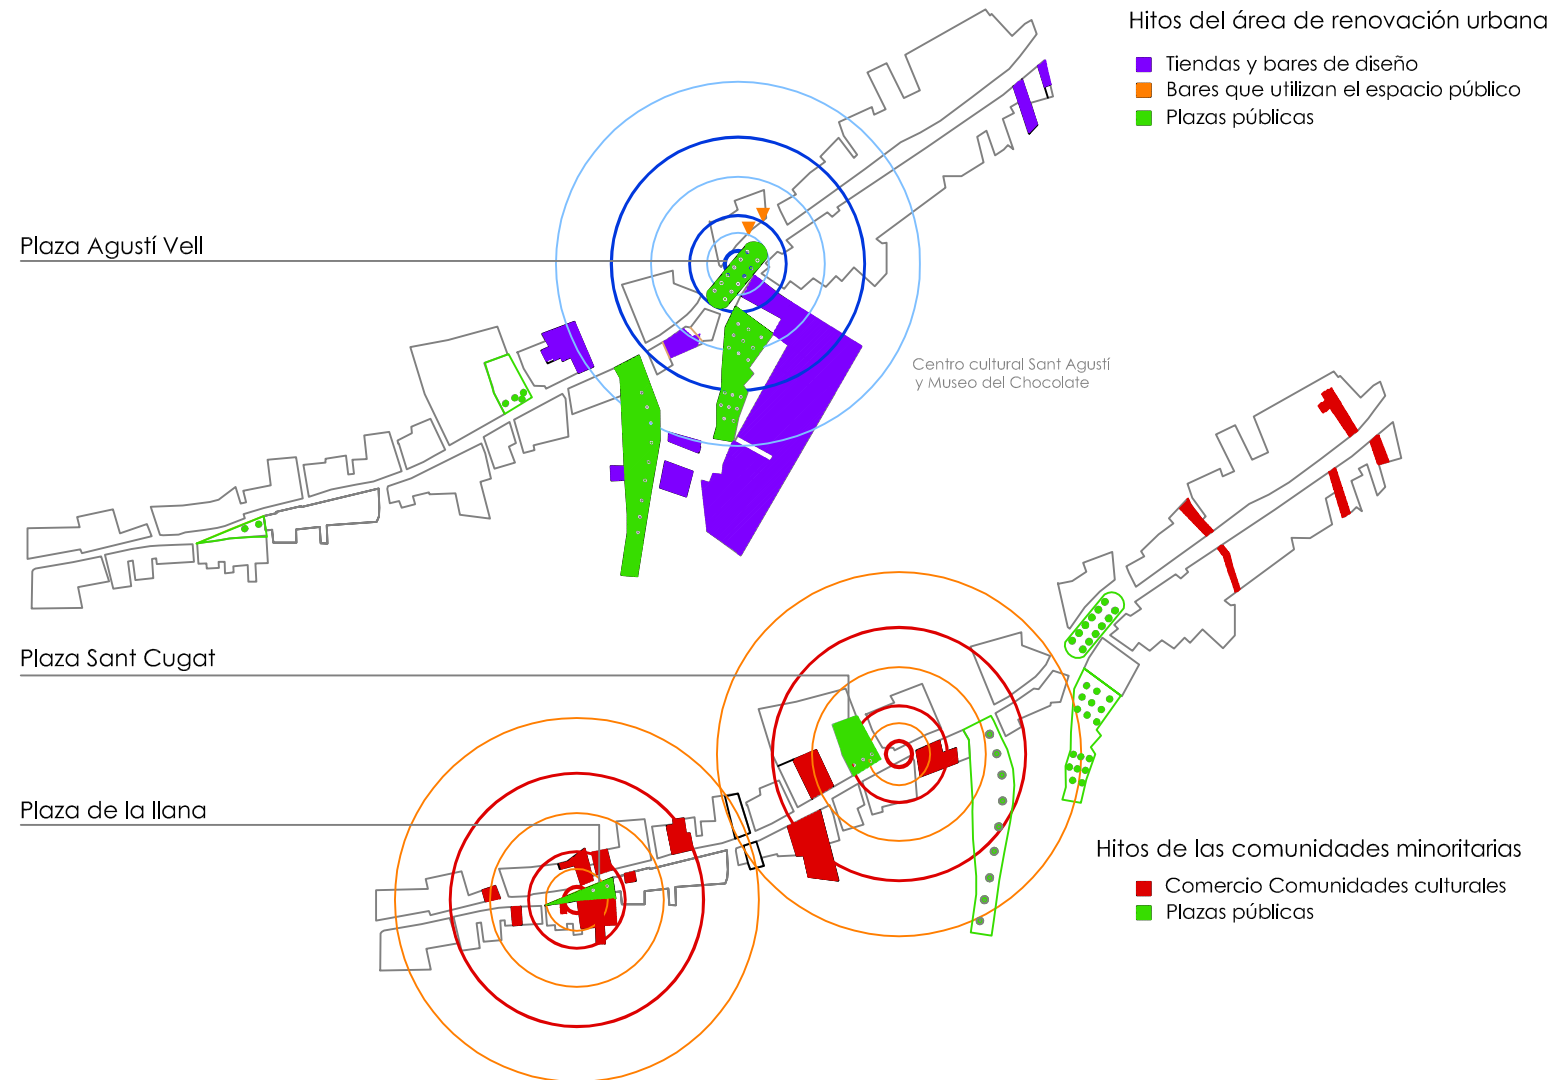 Hitos del área de renovación urbana
Tiendas y bares de diseño
Bares que utilizan el espacio público
Plazas públicas
Plaza Agustí Vell
Centro cultural Sant Agustí
y Museo del Chocolate
Plaza Sant Cugat
Plaza de la llana
Hitos de las comunidades minoritarias
Comercio Comunidades culturales
Plazas públicas